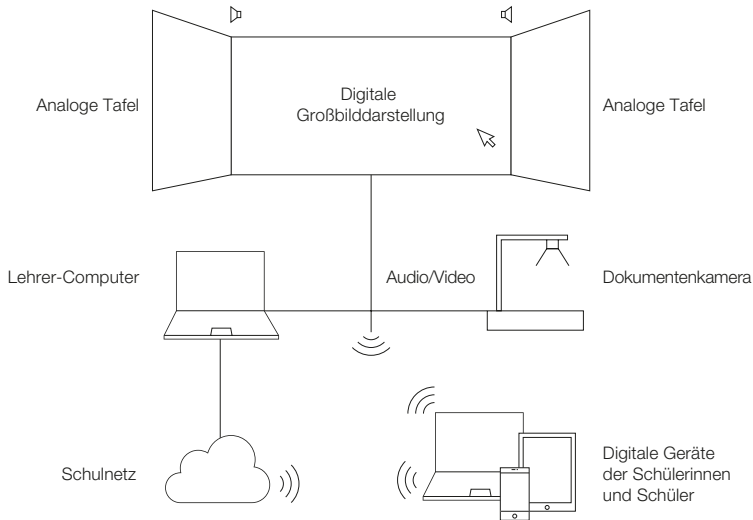 Analoge Tafel
Digitale
Großbilddarstellung
Analoge Tafel
Lehrer-Computer
Audio/Video
Dokumentenkamera
Schulnetz
Digitale Geräte
der Schülerinnen
und Schüler